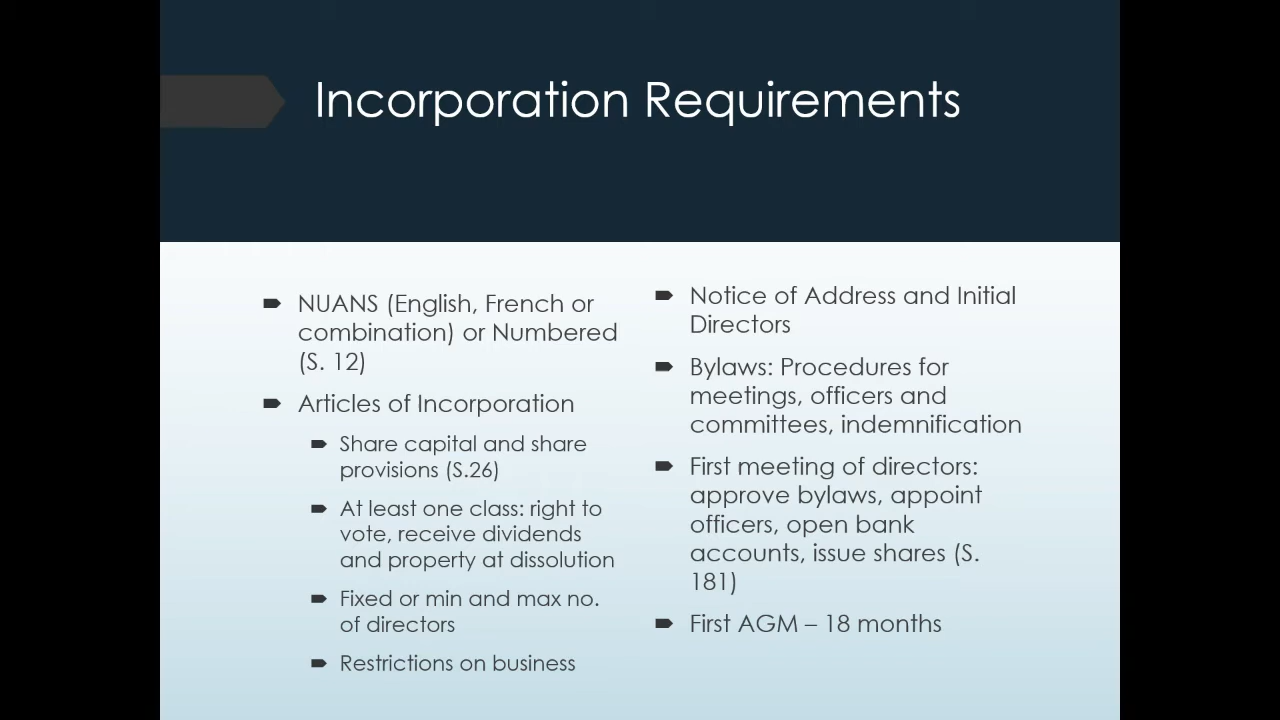 Incorporation Requirements
NUANS (English, French or
combination) or Numbered
(S. 12)
Articles of Incorporation
Share capital and share
provisions (S.26)
At least one class: right to
vote, receive dividends
and property at dissolution
Fixed or min and max no.
of directors
Restrictions on business
Notice of Address and Initial
Directors
Bylaws: Procedures for
meetings, officers and
committees, indemnification
First meeting of directors:
approve bylaws, appoint
officers, open bank
accounts, issue shares (S.
181)
First AGM – 18 months